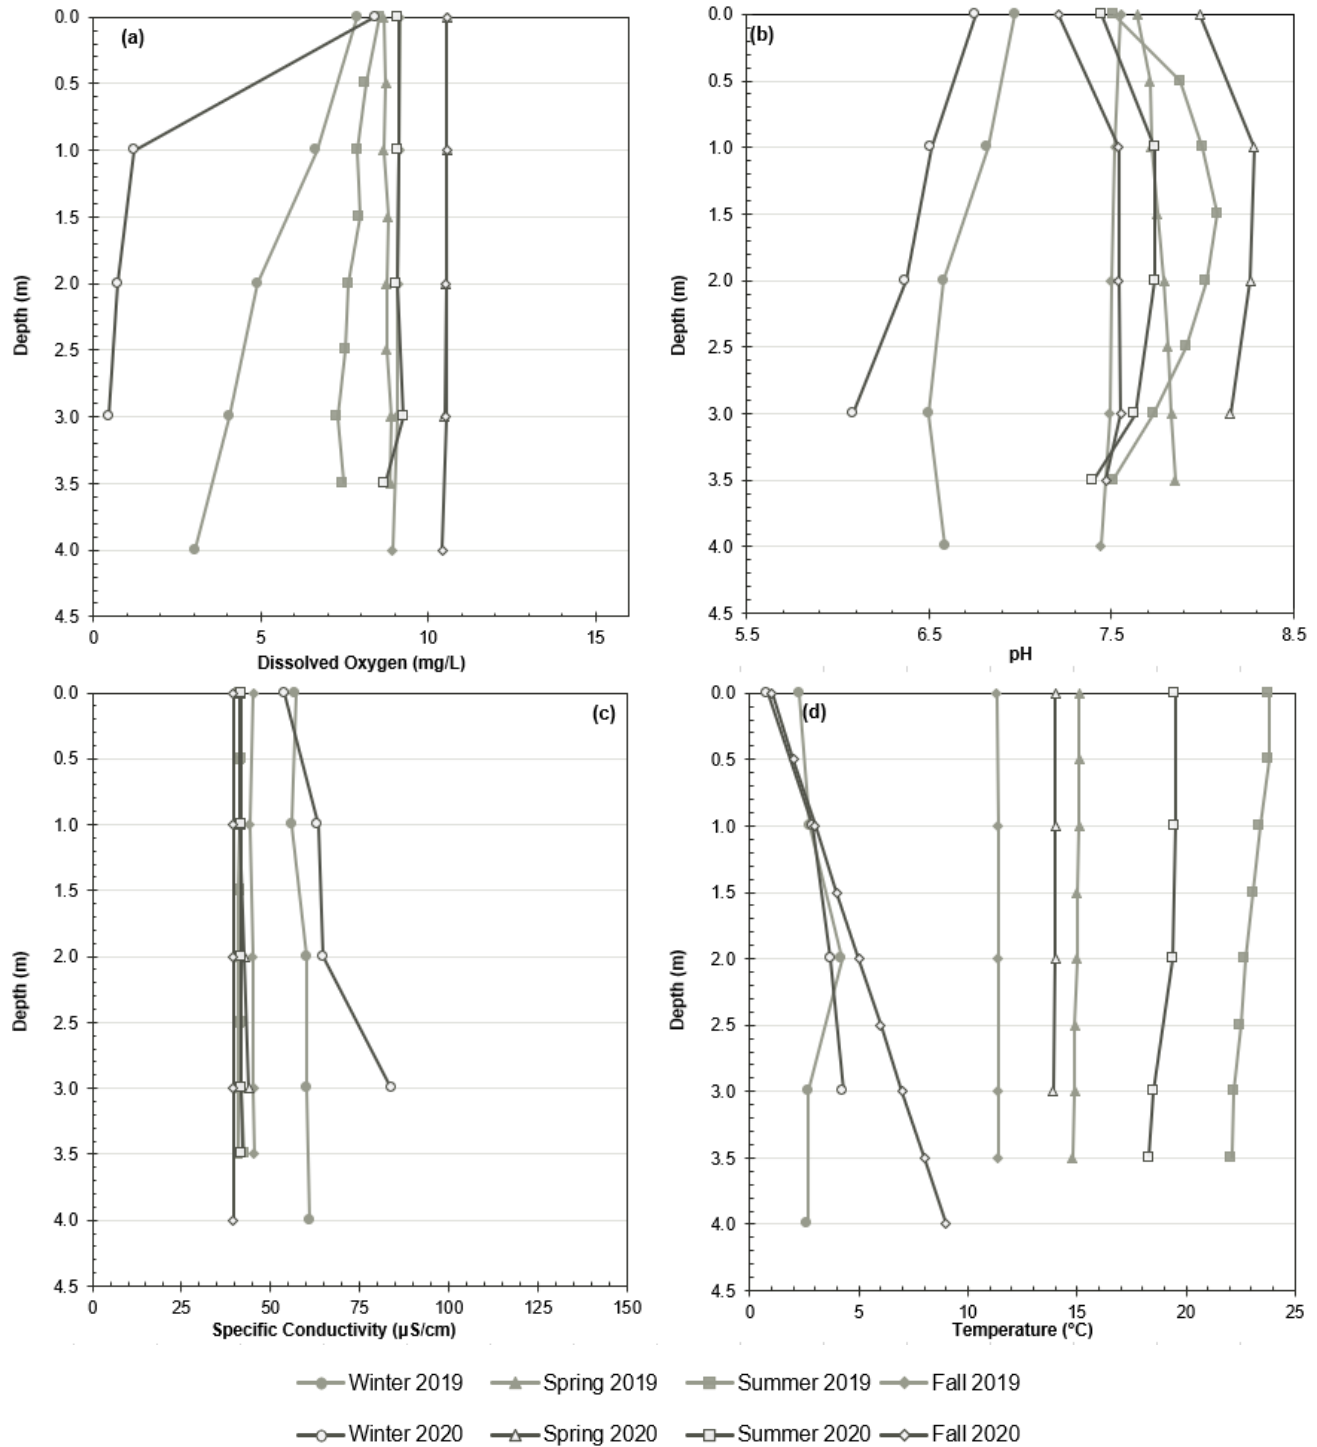 (a)
0.0
0.5
1.0
1.5
2.0
2.5
3.0
3.5
4.0
4.5
Depth (m)
0 5 10 15
Dissolved Oxygen (mg/L)
(b)
0.0
0.5
1.0
1.5
2.0
2.5
3.0
3.5
4.0
4.5
Depth (m)
5.5 6.5 7.5 8.5
pH
(c)
0.0
0.5
1.0
1.5
2.0
2.5
3.0
3.5
4.0
4.5
Depth (m)
0 25 50 75 100 125 150
Specific Conductivity (µS/cm)
(d)
0.0
0.5
1.0
1.5
2.0
2.5
3.0
3.5
4.0
4.5
Depth (m)
0 5 10 15 20 25
Temperature (°C)
Winter 2019 Spring 2019 Summer 2019 Fall 2019
Winter 2020 Spring 2020 Summer 2020 Fall 2020